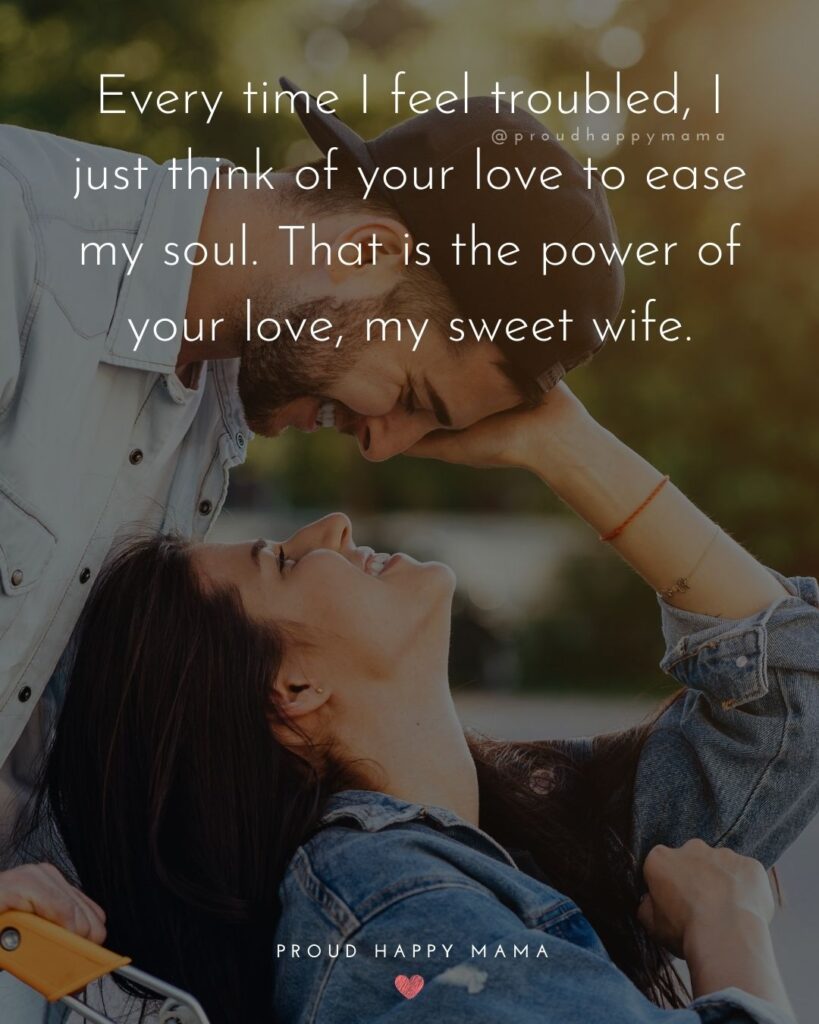 Every time I feel troubled, I
@proudhappymama
just think of your love to ease
my soul. That is the power of
your love, my sweet wife.
PROUD HAPPY MAMA